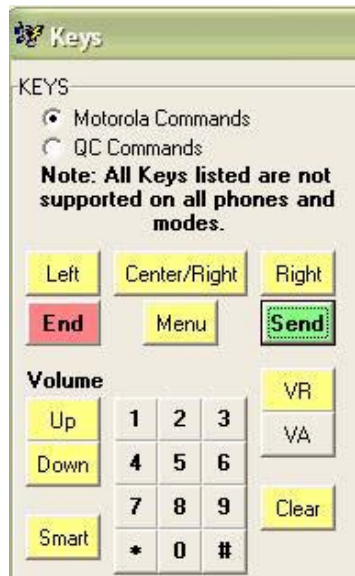 Keys
KEYS
Motorola Commands
QC Commands
Note: All Keys listed are not
supported on all phones and
modes.
Left Center/Right Right
End Menu Send
Volume
VR
Up 1 2 3
VA
Down 4 5 6
7 8 9 Clear
Smart * 0 #